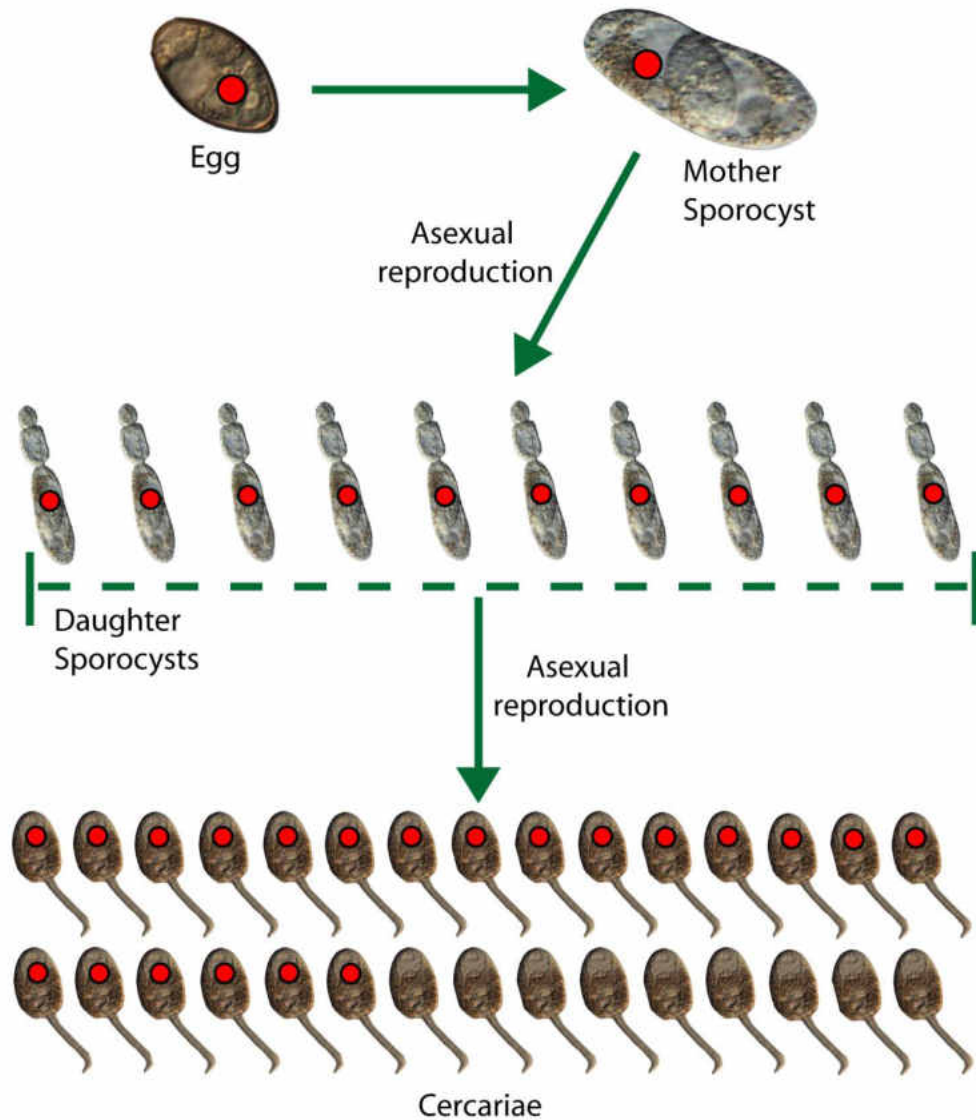 Egg
Mother
Sporocyst
Asexual
reproduction
Daughter
Sporocysts
Asexual
reproduction
Cercariae